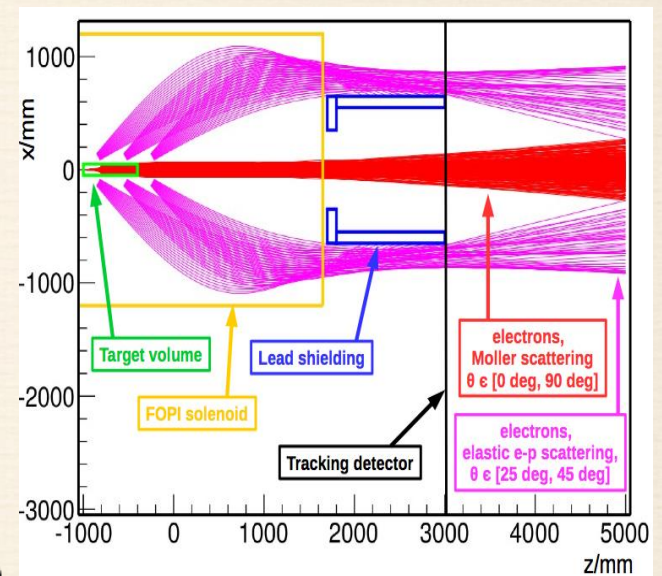 x/mm
1000
0
-1000
-2000
-3000
Target volume
Lead shielding
FOPI solenoid
Tracking detector
electrons,
Moller scattering
θ ϵ [0 deg, 90 deg]
electrons,
elastic e-p scattering,
θ ϵ [25 deg, 45 deg]
-1000 0 1000 2000 3000 4000 5000
z/mm